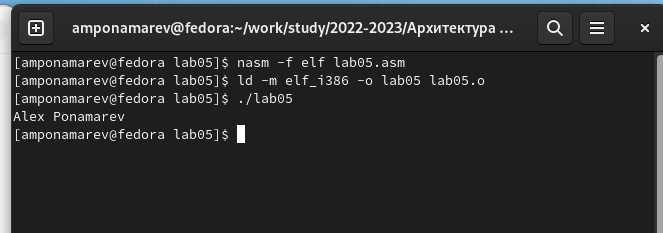 amponamarev@fedora:~/work/study/2022-2023/Архитектура ...
[amponamarev@fedora lab05]$ nasm -f elf lab05.asm
[amponamarev@fedora lab05]$ ld -m elf_i386 -o lab05 lab05.o
[amponamarev@fedora lab05]$ ./lab05
Alex Ponamarev
[amponamarev@fedora lab05]$